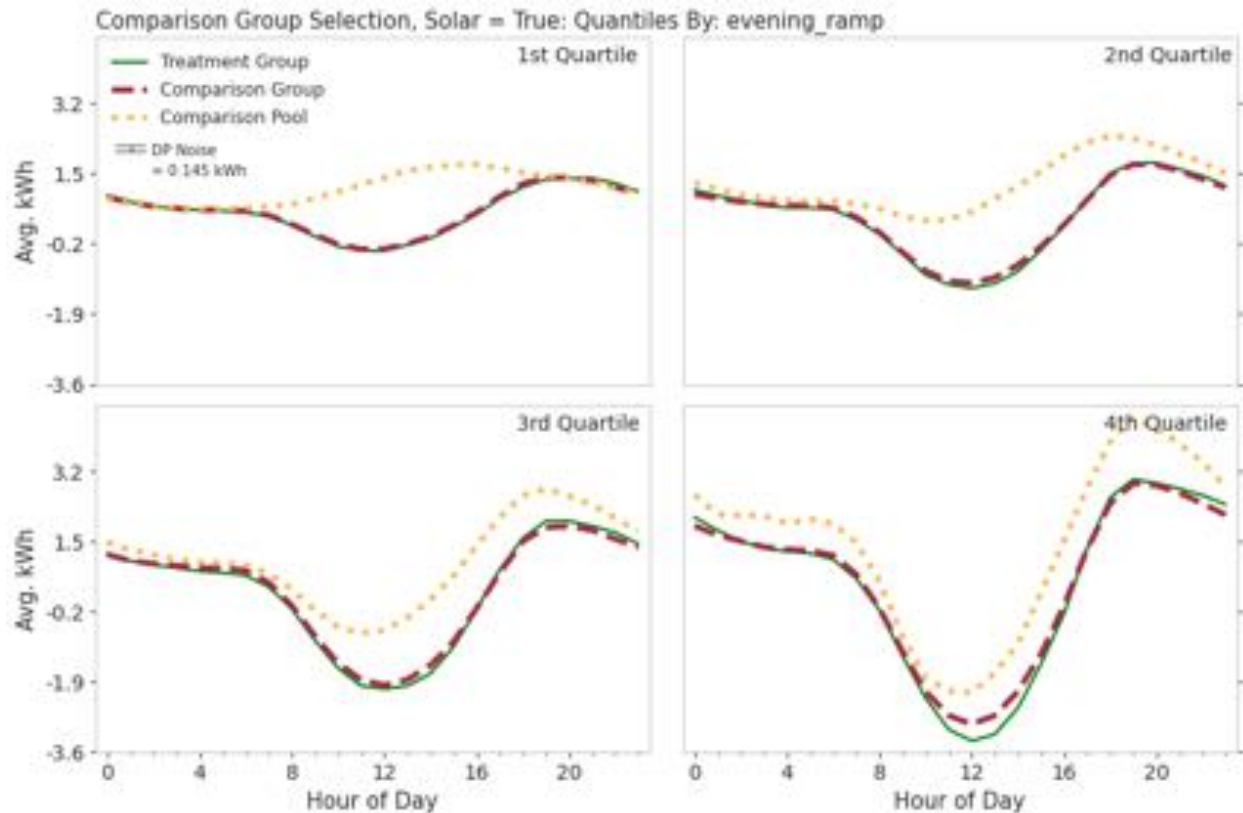 Comparison Group Selection, Solar = True: Quantiles By: evening_ramp
Treatment Group
Comparison Group
Comparison Pool
DP Noise
= 0.145 kWh
1st Quartile
2nd Quartile
Avg. kWh
3.2
1.5
-0.2
-1.9
-3.6
3rd Quartile
4th Quartile
Avg. kWh
3.2
1.5
-0.2
-1.9
-3.6
0 4 8 12 16 20
0 4 8 12 16 20
Hour of Day
Hour of Day